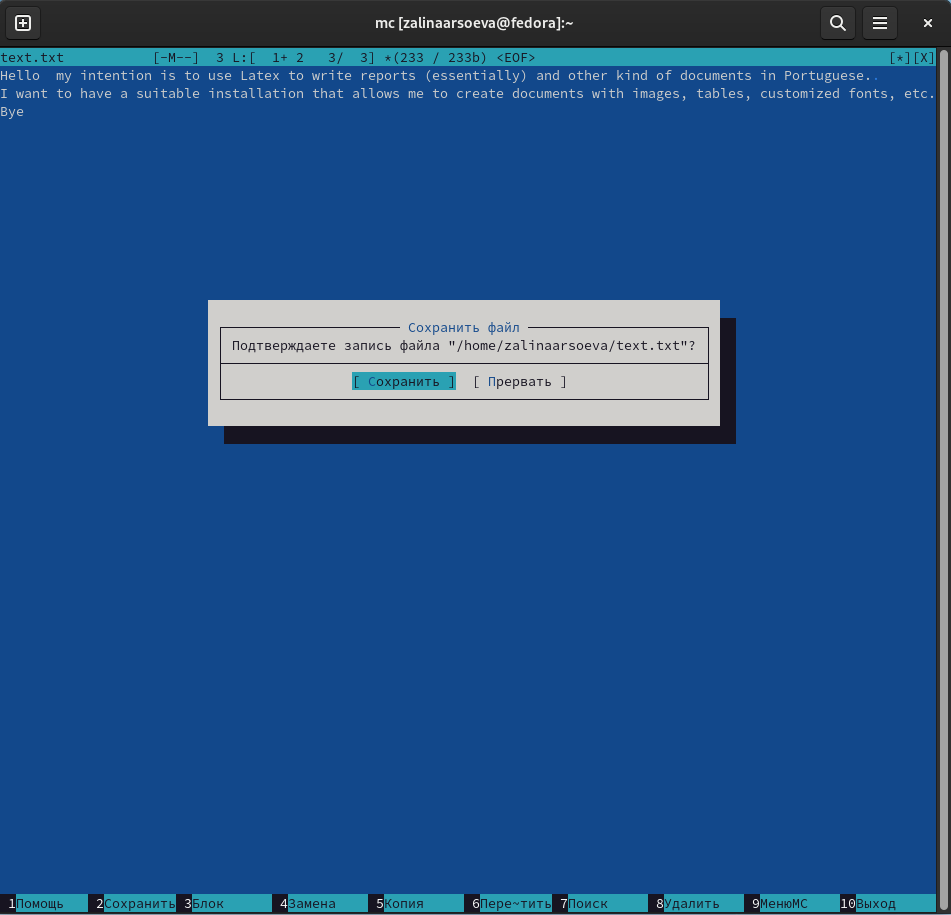 mc [zalinaarsoeva@fedora]:~
text.txt [-M--] 3 L:[ 1+ 2 3/ 3] *(233 / 233b) <EOF> [*][X]
Hello  my intention is to use Latex to write reports (essentially) and other kind of documents in Portuguese..
I want to have a suitable installation that allows me to create documents with images, tables, customized fonts, etc.
Bye
Сохранить файл
Подтверждаете запись файла "/home/zalinaarsoeva/text.txt"?
[ Сохранить ] [ Прервать ]
1Помощь 2Сохранить 3Блок 4Замена 5Копия 6Пере~тить 7Поиск 8Удалить 9МенюMC 10Выход